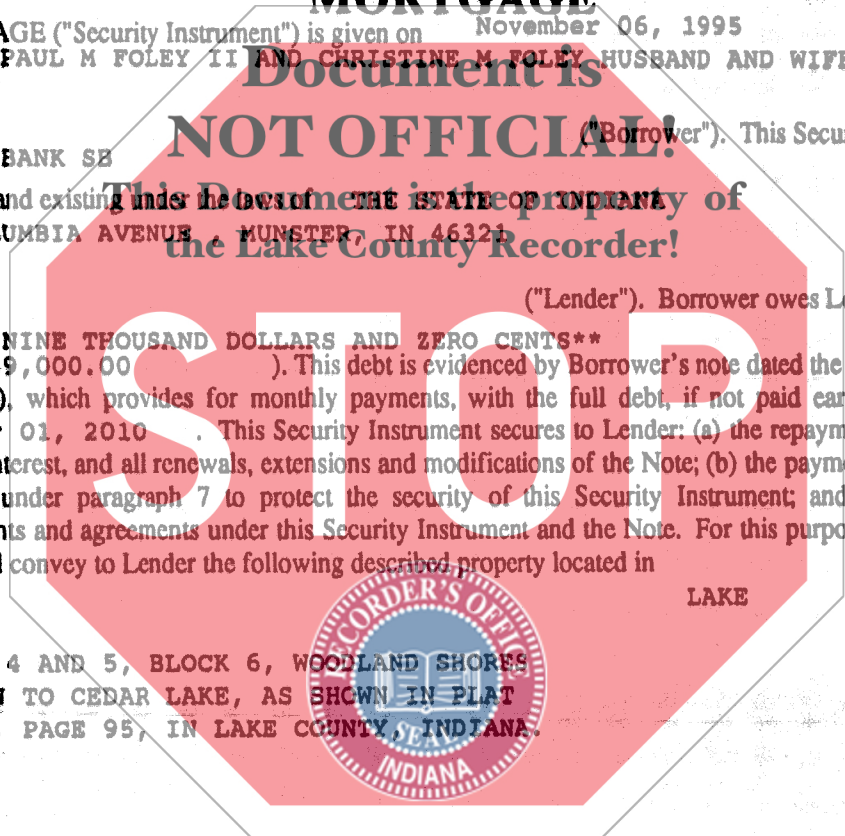 MORTGAGE
AGE ("Security Instrument") is given on November 06, 1995
PAUL M FOLEY II AND CHRISTINE M FOLEY HUSBAND AND WIFE
Document is
NOT OFFICIAL!
("Borrower"). This Secu
BANK SB
This Document is the property of
and existing under the laws of THE STATE OF INDIANA
UMBIA AVENUE , MUNSTER, IN 46321
the Lake County Recorder!
("Lender"). Borrower owes L
NINE THOUSAND DOLLARS AND ZERO CENTS**
9,000.00 ). This debt is evidenced by Borrower's note dated the
), which provides for monthly payments, with the full debt, if not paid ear
01, 2010 . This Security Instrument secures to Lender: (a) the repaym
terest, and all renewals, extensions and modifications of the Note; (b) the payme
under paragraph 7 to protect the security of this Security Instrument; and
nts and agreements under this Security Instrument and the Note. For this purpo
convey to Lender the following described property located in
LAKE
STOP
4 AND 5, BLOCK 6, WOODLAND SHORES
TO CEDAR LAKE, AS SHOWN IN PLAT
PAGE 95, IN LAKE COUNTY, INDIANA.
RECORDER'S OFFICE
SEAL
INDIANA